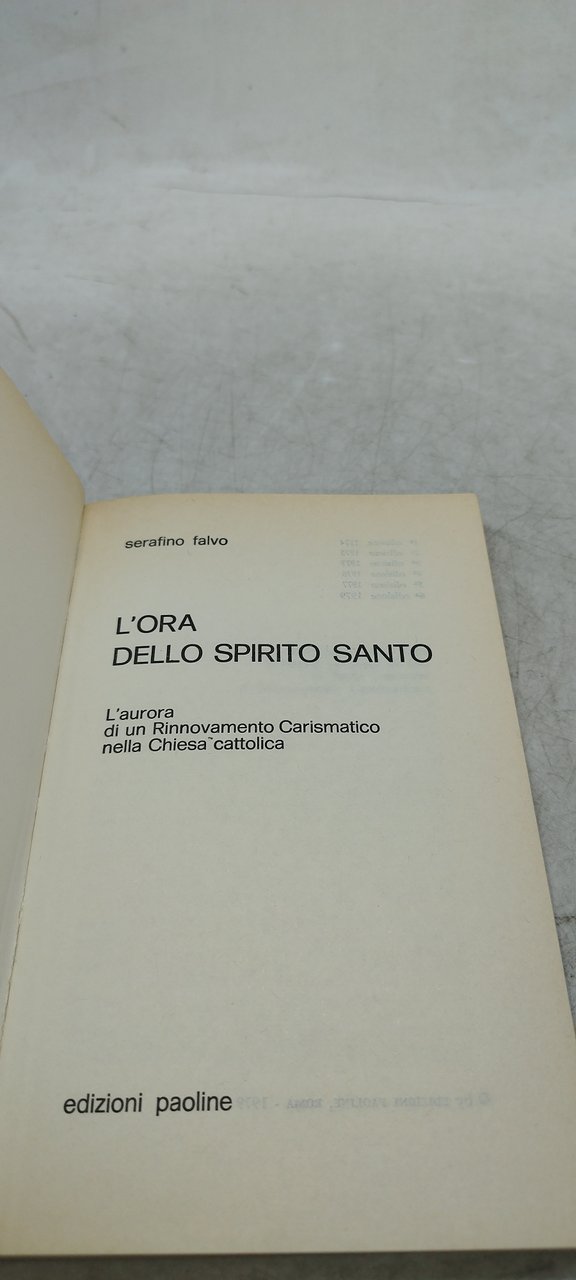 serafino falvo
L'ORA
DELLO SPIRITO SANTO
L'aurora
di un Rinnovamento Carismatico
nella Chiesa cattolica
edizioni paoline